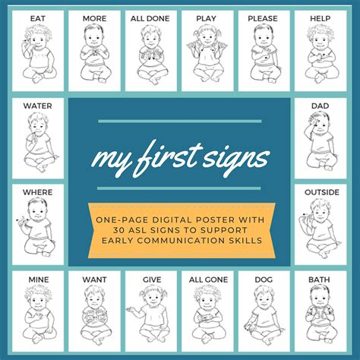 EAT MORE ALL DONE PLAY PLEASE HELP
WATER DAD
my first signs
WHERE OUTSIDE
ONE-PAGE DIGITAL POSTER WITH
30 ASL SIGNS TO SUPPORT
EARLY COMMUNICATION SKILLS
MINE WANT GIVE ALL GONE DOG BATH